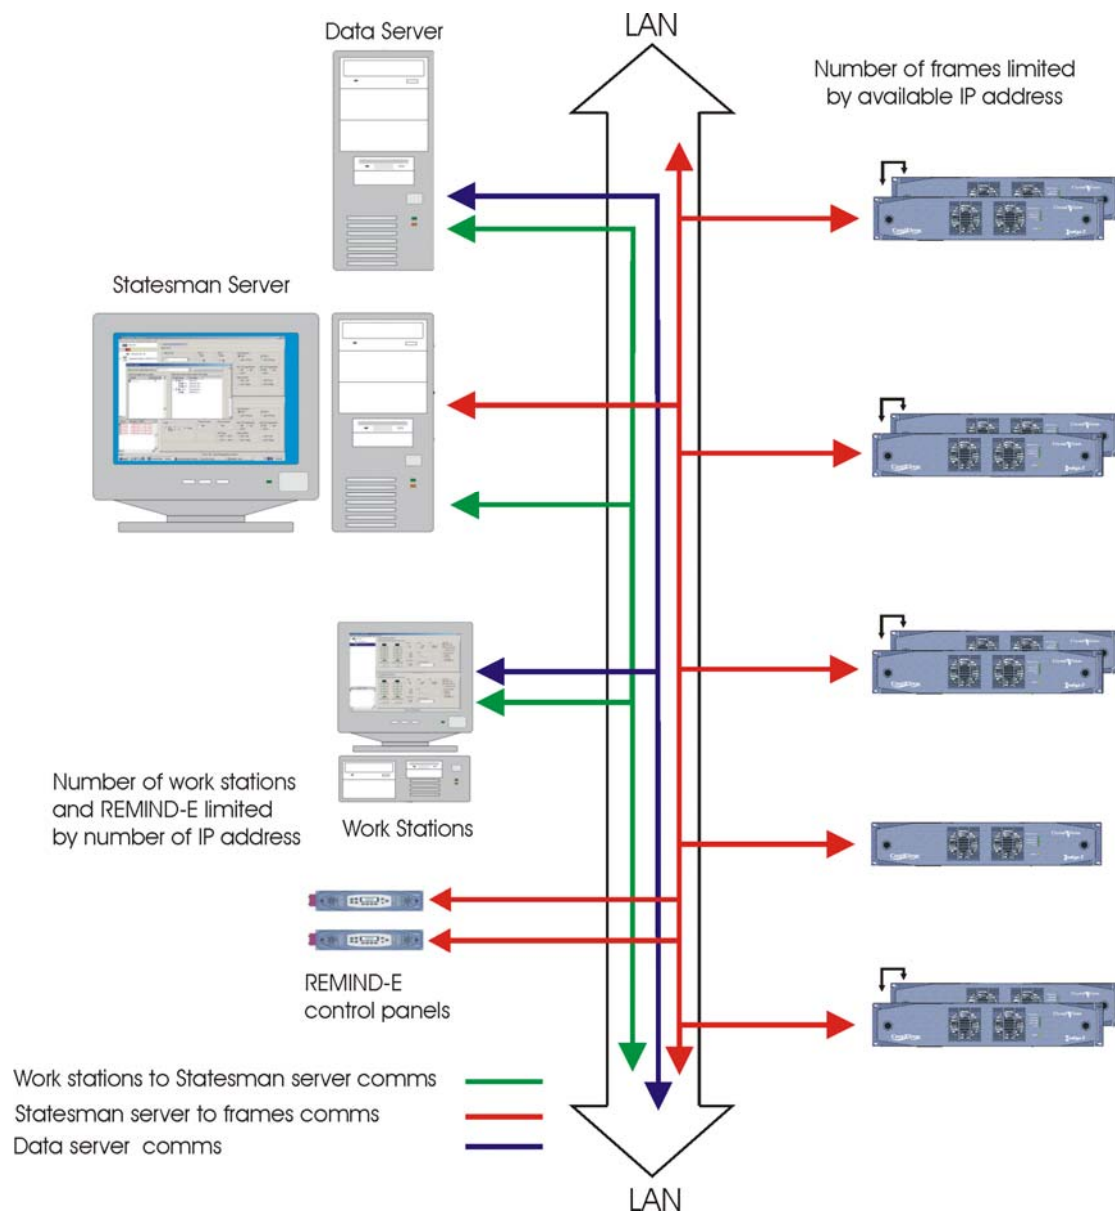 LAN
Data Server
Number of frames limited
by available IP address
Statesman Server
Number of work stations
and REMIND-E limited
by number of IP address
Work Stations
REMIND-E
control panels
Work stations to Statesman server comms
Statesman server to frames comms
Data server comms
LAN